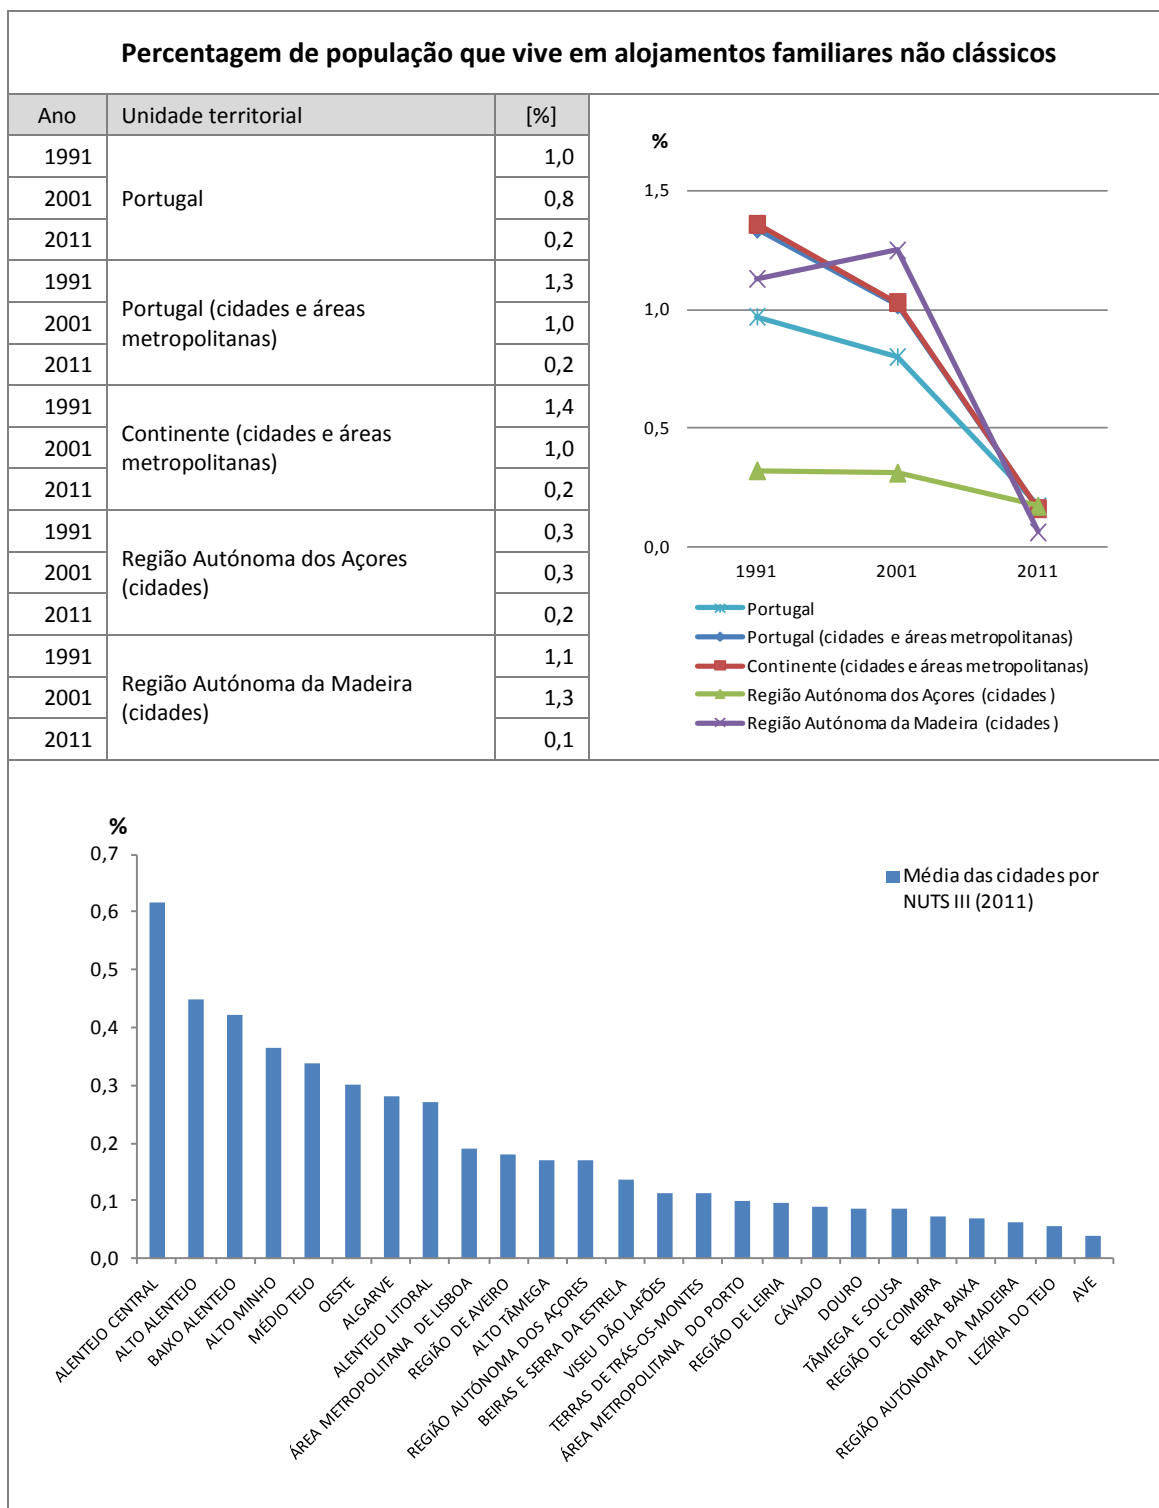 Percentagem de população que vive em alojamentos familiares não clássicos
Ano Unidade territorial [%]
1991 1,0
2001 Portugal 0,8
2011 0,2
1991 1,3
Portugal (cidades e áreas
2001 1,0
metropolitanas)
2011 0,2
1991 1,4
Continente (cidades e áreas
2001 1,0
metropolitanas)
2011 0,2
1991 0,3
Região Autónoma dos Açores
2001 0,3
(cidades)
2011 0,2
1991 1,1
Região Autónoma da Madeira
2001 1,3
(cidades)
2011 0,1
%
1,5
1,0
0,5
0,0
1991 2001 2011
Portugal
Portugal (cidades e áreas metropolitanas)
Continente (cidades e áreas metropolitanas)
Região Autónoma dos Açores (cidades)
Região Autónoma da Madeira (cidades)
%
0,7
0,6
0,5
0,4
0,3
0,2
0,1
0,0
Média das cidades por
NUTS III (2011)
ALENTEJO CENTRAL
ALTO ALENTEJO
BAIXO ALENTEJO
ALTO MINHO
MÉDIO TEJO
OESTE
ALGARVE
ALENTEJO LITORAL
ÁREA METROPOLITANA DE LISBOA
REGIÃO DE AVEIRO
ALTO TÂMEGA
REGIÃO AUTÓNOMA DOS AÇORES
BEIRAS E SERRA DA ESTRELA
VISEU DÃO LAFÕES
TERRAS DE TRÁS-OS-MONTES
ÁREA METROPOLITANA DO PORTO
REGIÃO DE LEIRIA
CÁVADO
DOURO
TÂMEGA E SOUSA
REGIÃO DE COIMBRA
BEIRA BAIXA
REGIÃO AUTÓNOMA DA MADEIRA
LEZÍRIA DO TEJO
AVE